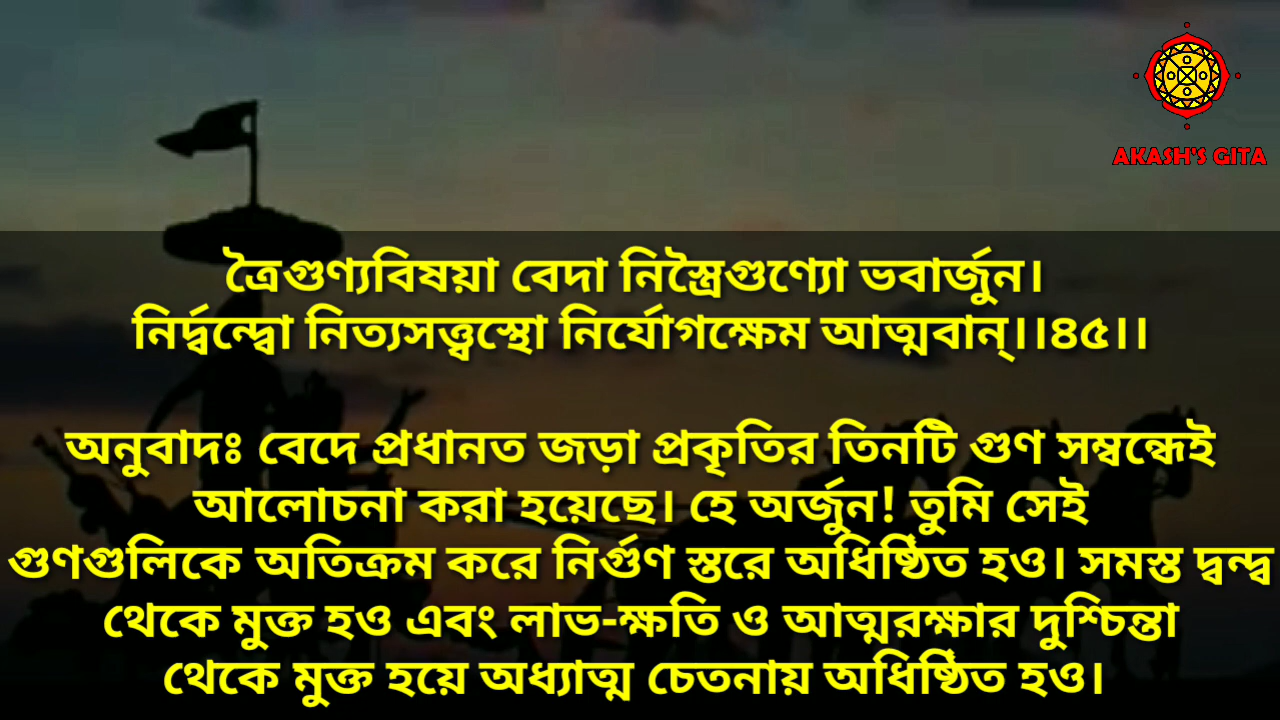 AKASH'S GITA
ত্রৈগুণ্যবিষয়া বেদা নিস্ত্রৈগুণ্যো ভবার্জুন।
নির্দ্বন্দ্বো নিত্যসত্ত্বস্থো নির্যোগক্ষেম আত্মবান্।।৪৫।।
অনুবাদঃ বেদে প্রধানত জড়া প্রকৃতির তিনটি গুণ সম্বন্ধেই
আলোচনা করা হয়েছে। হে অর্জুন! তুমি সেই
গুণগুলিকে অতিক্রম করে নির্গুণ স্তরে অধিষ্ঠিত হও। সমস্ত দ্বন্দ্ব
থেকে মুক্ত হও এবং লাভ-ক্ষতি ও আত্মরক্ষার দুশ্চিন্তা
থেকে মুক্ত হয়ে অধ্যাত্ম চেতনায় অধিষ্ঠিত হও।